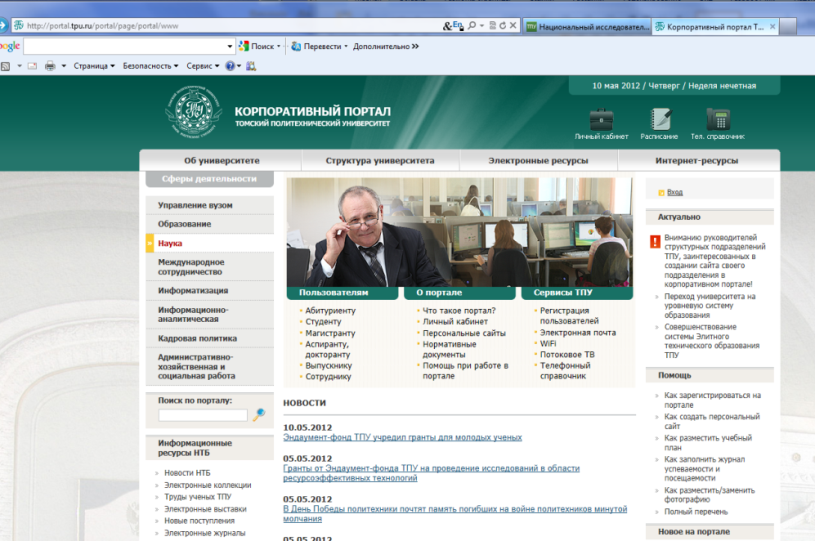 http://portal.tpu.ru/portal/page/portal/www
Национальный исследовател...
Корпоративный портал Т...
Поиск
Перевести
Дополнительно »
Страница
Безопасность
Сервис
10 мая 2012 / Четверг / Неделя нечетная
КОРПОРАТИВНЫЙ ПОРТАЛ
ТОМСКИЙ ПОЛИТЕХНИЧЕСКИЙ УНИВЕРСИТЕТ
Личный кабинет
Расписание
Тел. справочник
Об университете
Структура университета
Электронные ресурсы
Интернет-ресурсы
Сферы деятельности
Управление вузом
Образование
Наука
Международное
сотрудничество
Информатизация
Информационно-
аналитическая
Кадровая политика
Административно-
хозяйственная и
социальная работа
Поиск по порталу:
Информационные
ресурсы НТБ
Новости НТБ
Электронные коллекции
Труды ученых ТПУ
Электронные выставки
Новые поступления
Электронные журналы
Пользователям
Абитуриенту
Студенту
Магистранту
Аспиранту,
докторанту
Выпускнику
Сотруднику
О портале
Что такое портал?
Личный кабинет
Персональные сайты
Нормативные
документы
Помощь при работе в
портале
Сервисы ТПУ
Регистрация
пользователей
Электронная почта
WiFi
Потоковое ТВ
Телефонный
справочник
НОВОСТИ
10.05.2012
Эндаумент-фонд ТПУ учредил гранты для молодых ученых
05.05.2012
Гранты от Эндаумент-фонда ТПУ на проведение исследований в области
ресурсоэффективных технологий
05.05.2012
В День Победы политехники почтят память погибших на войне политехников минутой
молчания
05.05.2012
Вход
Актуально
Вниманию руководителей
структурных подразделений
ТПУ, заинтересованных в
создании сайта своего
подразделения в
корпоративном портале!
Переход университета на
уровневую систему
образования
Совершенствование
системы Элитного
технического образования
ТПУ
Помощь
Как зарегистрироваться на
портале
Как создать персональный
сайт
Как разместить учебный
план
Как заполнить журнал
успеваемости и
посещаемости
Как разместить/заменить
фотографию
Полный перечень
Новое на портале